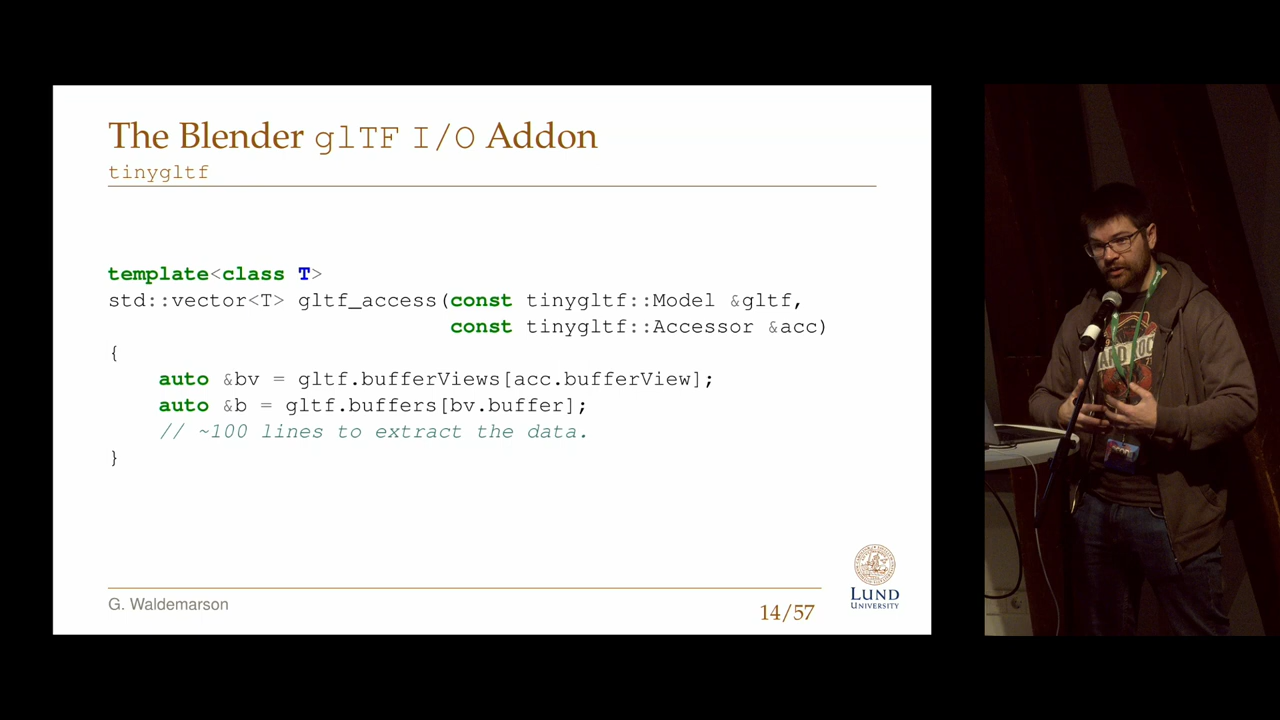 The Blender glTF I/O Addon
tinygltf
template<class T>
std::vector<T> gltf_access(const tinygltf::Model &gltf,
const tinygltf::Accessor &acc)
{
auto &bv = gltf.bufferViews[acc.bufferView];
auto &b = gltf.buffers[bv.buffer];
// ~100 lines to extract the data.
}
G. Waldemarson
14/57
LUND
UNIVERSITY